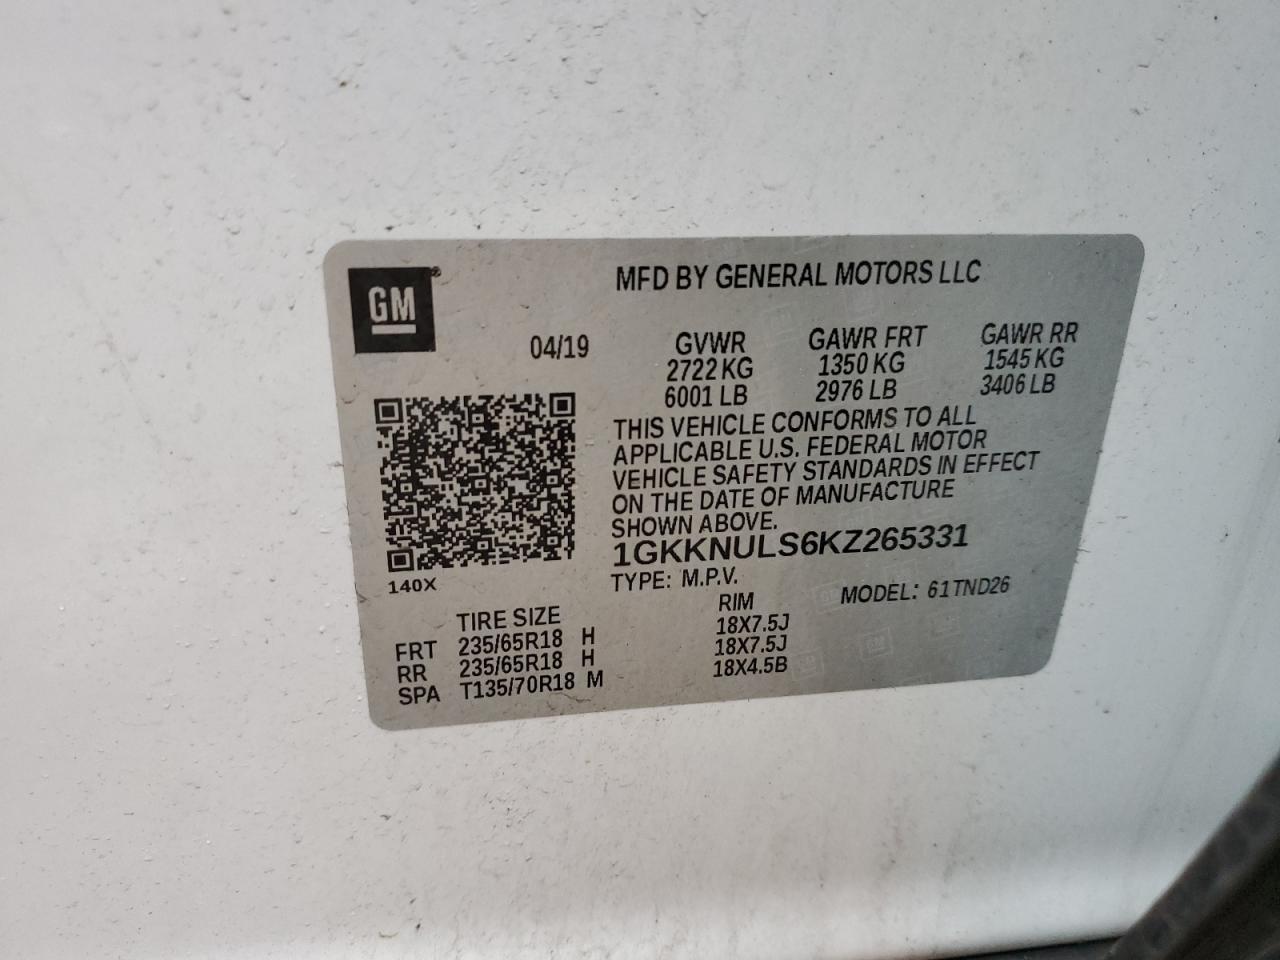 GM®
MFD BY GENERAL MOTORS LLC
04/19
GVWR GAWR FRT GAWR RR
2722 KG 1350 KG 1545 KG
6001 LB 2976 LB 3406 LB
THIS VEHICLE CONFORMS TO ALL
APPLICABLE U.S. FEDERAL MOTOR
VEHICLE SAFETY STANDARDS IN EFFECT
ON THE DATE OF MANUFACTURE
SHOWN ABOVE.
1GKKNULS6KZ265331
TYPE: M.P.V. MODEL: 61TND26
140X
TIRE SIZE RIM
FRT 235/65R18 H 18X7.5J
RR 235/65R18 H 18X7.5J
SPA T135/70R18 M 18X4.5B